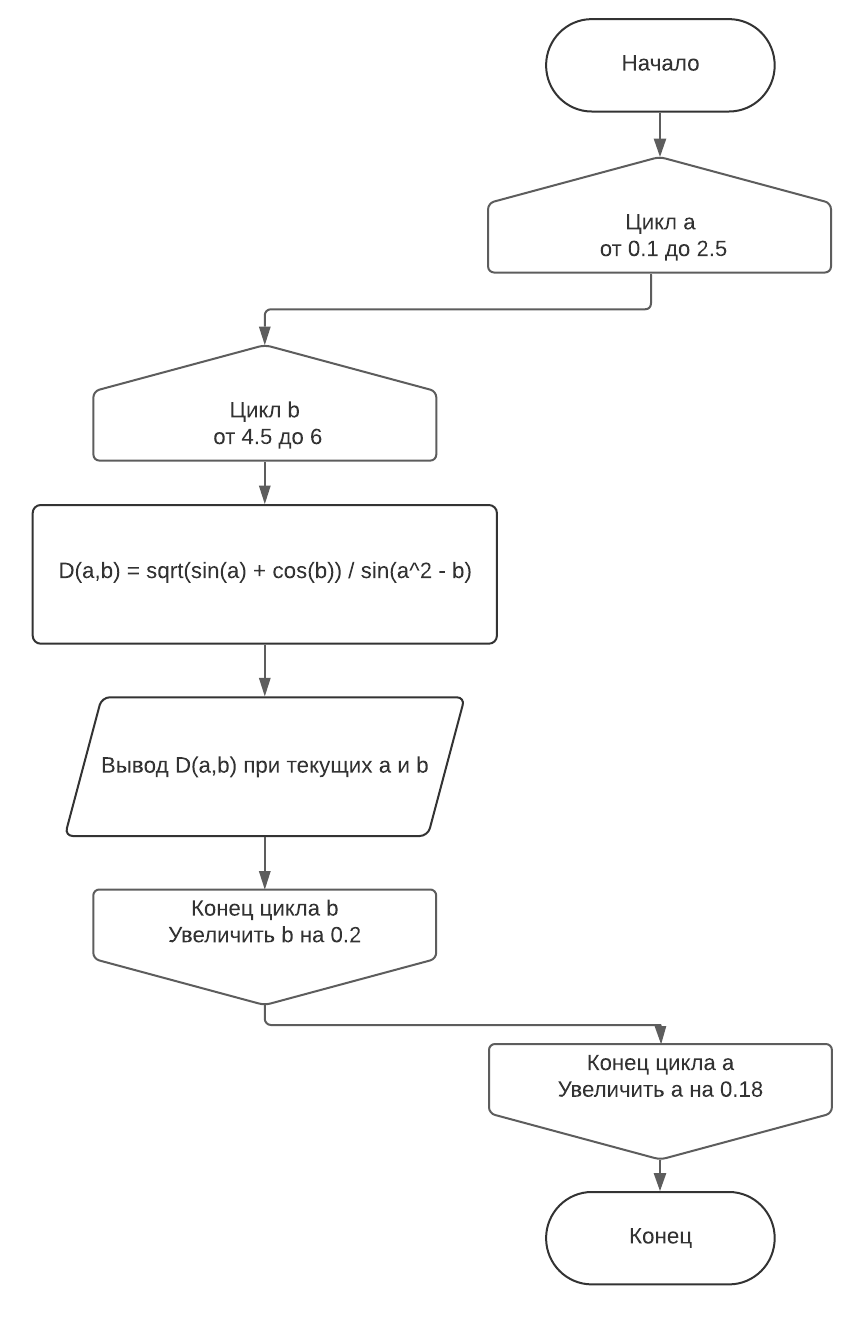 Начало
Цикл a
от 0.1 до 2.5
Цикл b
от 4.5 до 6
D(a,b) = sqrt(sin(a) + cos(b)) / sin(a^2 - b)
Вывод D(a,b) при текущих a и b
Конец цикла b
Увеличить b на 0.2
Конец цикла a
Увеличить a на 0.18
Конец